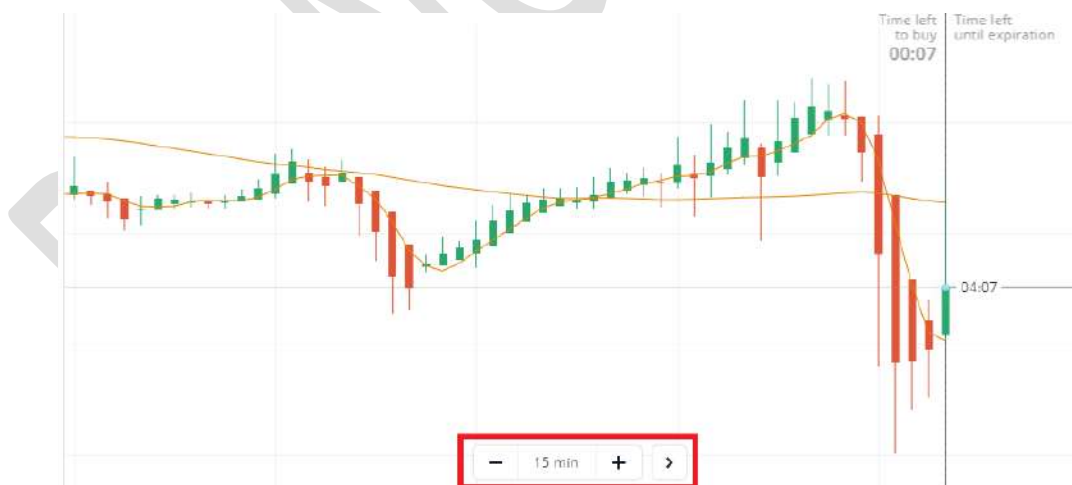 Time left
to buy
00:07
Time left
until expiration
04:07
− 15 min + >